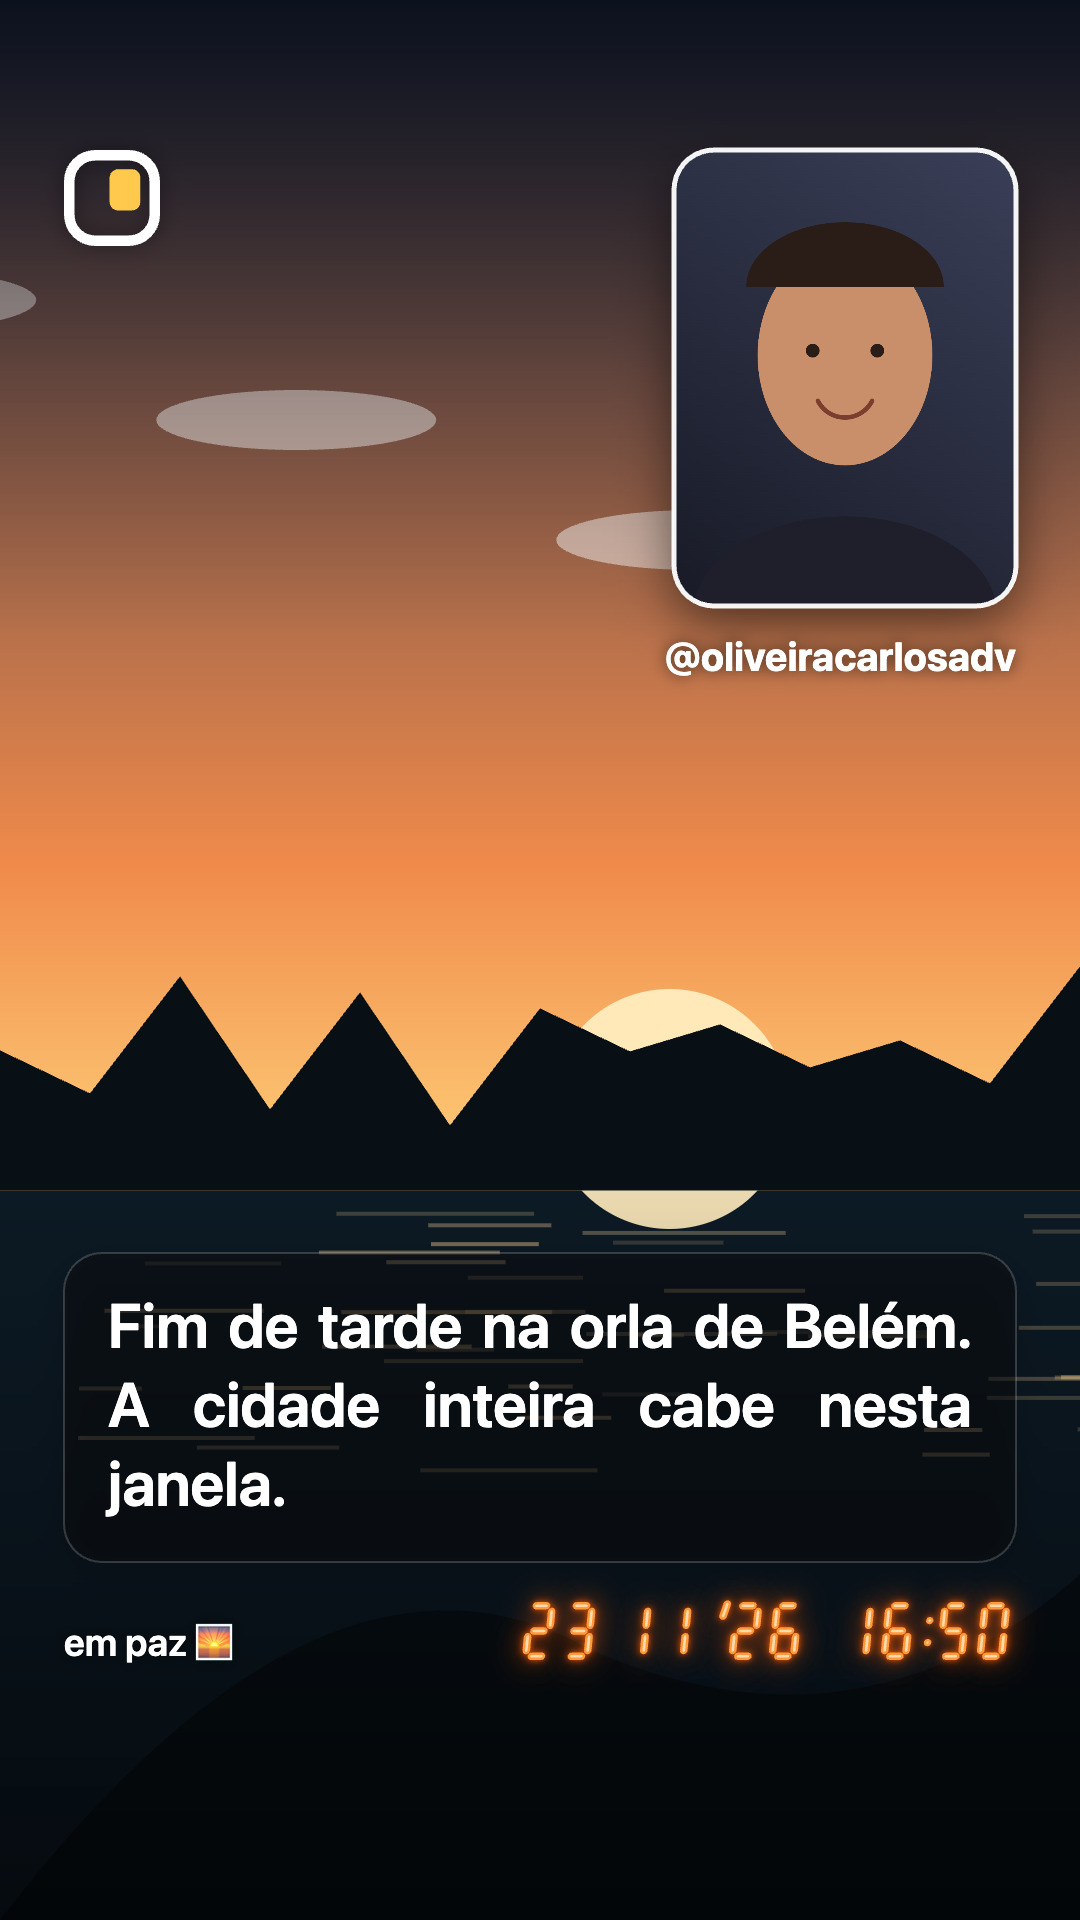 @oliveiracarlosadv
Fim de tarde na orla de Belém.
A cidade inteira cabe nesta
janela.
em paz 🌅
23 11 '26 16:50